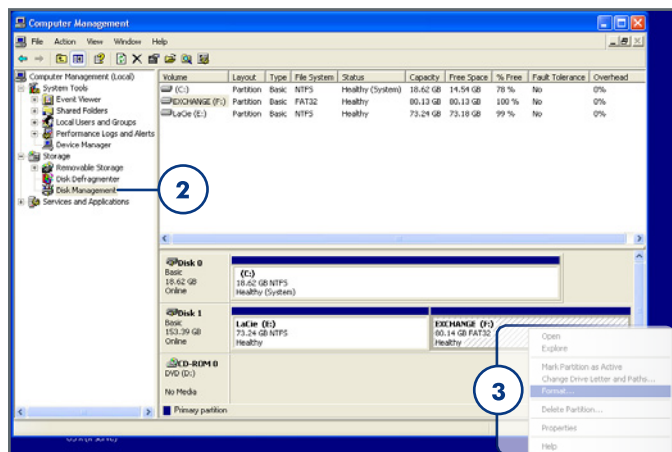 Computer Management
File Action View Window Help
Computer Management (Local)
System Tools
Event Viewer
Shared Folders
Local Users and Groups
Performance Logs and Alerts
Device Manager
Storage
Removable Storage
Disk Defragmenter
Disk Management
Services and Applications
2
Volume Layout Type File System Status Capacity Free Space % Free Fault Tolerance Overhead
(C:) Partition Basic NTFS Healthy (System) 18.62 GB 14.54 GB 78 % No 0%
EXCHANGE (F:) Partition Basic FAT32 Healthy 80.13 GB 80.13 GB 100 % No 0%
LaCie (E:) Partition Basic NTFS Healthy 73.24 GB 73.18 GB 99 % No 0%
Disk 0
Basic
18.62 GB
Online
(C:)
18.62 GB NTFS
Healthy (System)
Disk 1
Basic
153.39 GB
Online
LaCie (E:)
73.24 GB NTFS
Healthy
EXCHANGE (F:)
80.14 GB FAT32
Healthy
CD-ROM 0
DVD (D:)
No Media
Primary partition
3
Open
Explore
Mark Partition as Active
Change Drive Letter and Paths...
Format...
Delete Partition...
Properties
Help